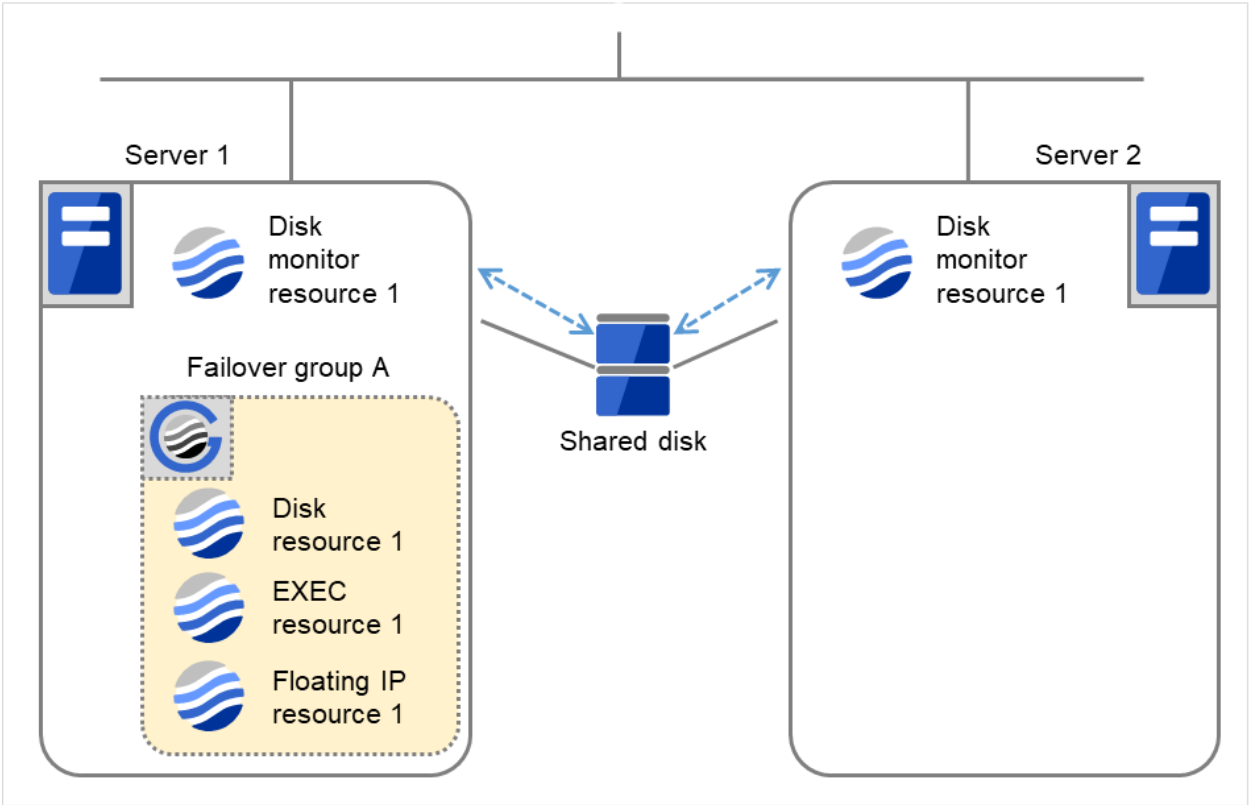 Server 1
Server 2
Disk
monitor
resource 1
Disk
monitor
resource 1
Failover group A
Shared disk
Disk
resource 1
EXEC
resource 1
Floating IP
resource 1